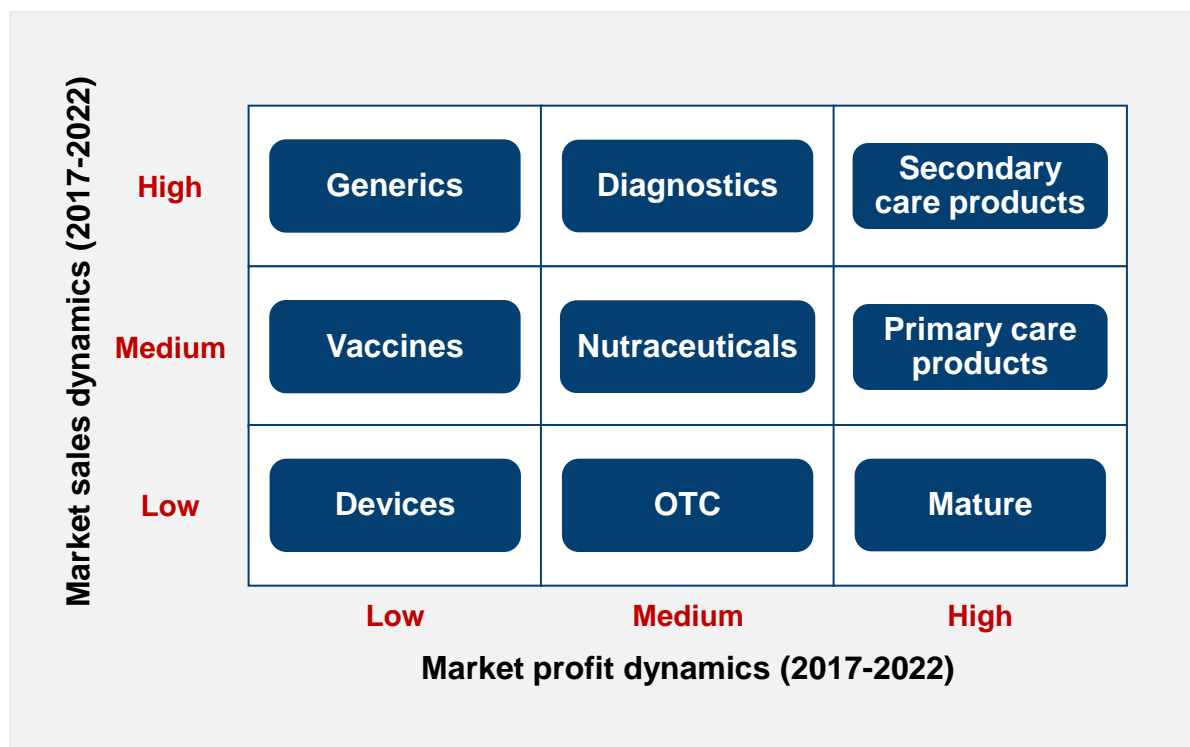 Market sales dynamics (2017-2022)
High
Generics
Diagnostics
Secondary
care products
Medium
Vaccines
Nutraceuticals
Primary care
products
Low
Devices
OTC
Mature
Low
Medium
High
Market profit dynamics (2017-2022)